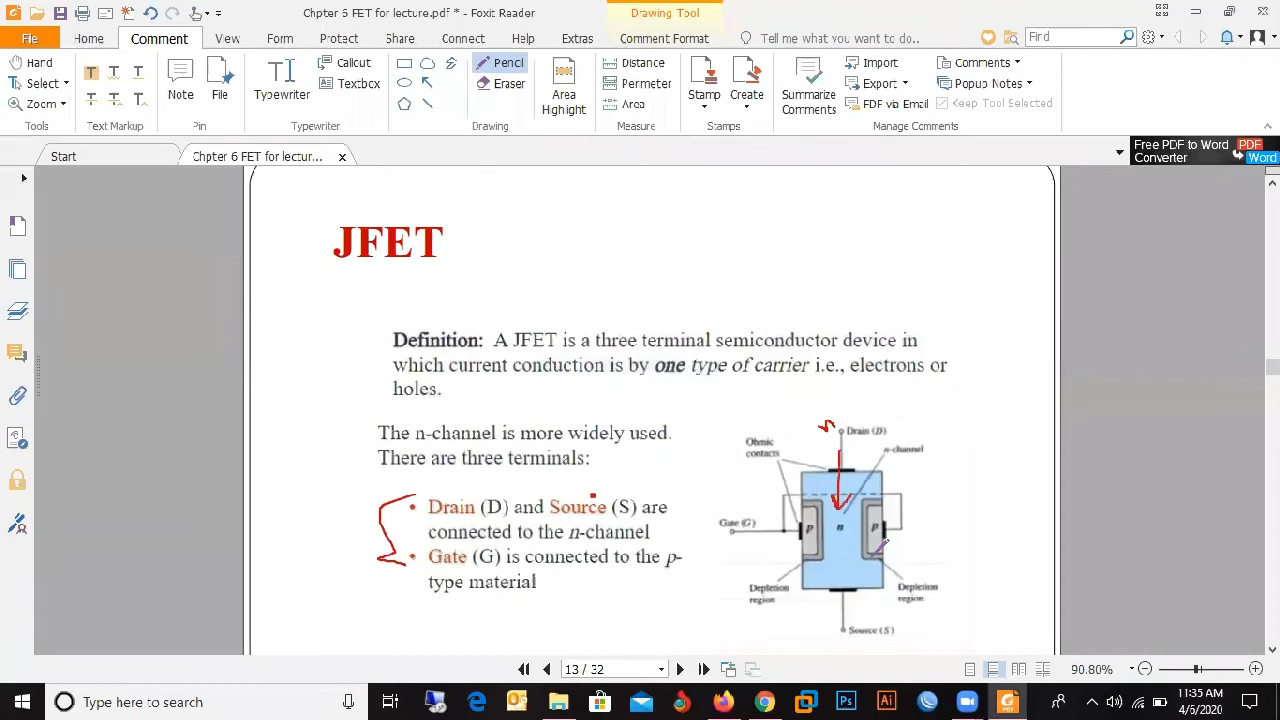 Chpter 6 FET for lecture.pdf * - Foxit Reader
Drawing Tool
File Home Comment View Form Protect Share Connect Help Extras Comment Format Tell me what you want to do.. Find
Hand
Select
Zoom
Tools
Text Markup
Note
File
Pin
Typewriter
Callout
Textbox
Typewriter
Pencil
Eraser
Drawing
Area
Highlight
Distance
Perimeter
Area
Measure
Stamp
Create
Stamps
Summarize
Comments
Import
Export
FDF via Email
Comments
Popup Notes
Keep Tool Selected
Manage Comments
Start
Chpter 6 FET for lectur...
Free PDF to Word
Converter
PDF
Word
JFET
Definition: A JFET is a three terminal semiconductor device in
which current conduction is by one type of carrier i.e., electrons or
holes.
The n-channel is more widely used.
There are three terminals:
• Drain (D) and Source (S) are
connected to the n-channel
• Gate (G) is connected to the p-
type material
Drain (D)
Ohmic
contacts
n-channel
Gate (G)
p
n
p
Depletion
region
Depletion
region
Source (S)
13 / 32
90.80%
Type here to search
11:35 AM
4/6/2020